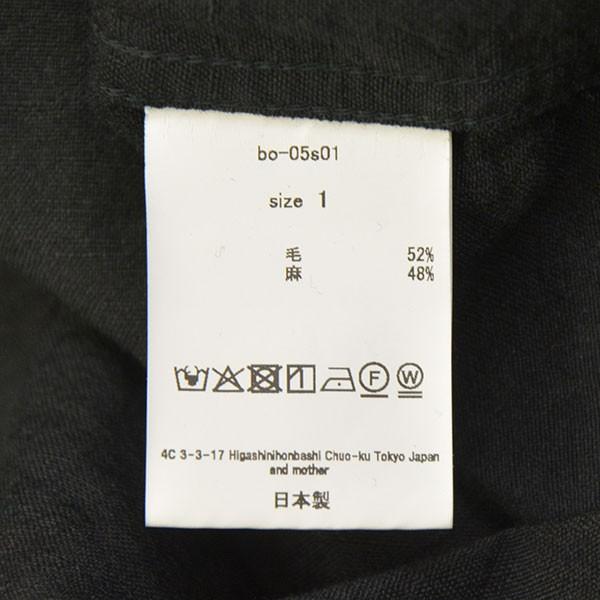 bo-05s01
size 1
毛 52%
麻 48%
F W
4C 3-3-17 Higashinihonbashi Chuo-ku Tokyo Japan
and mother
日本製